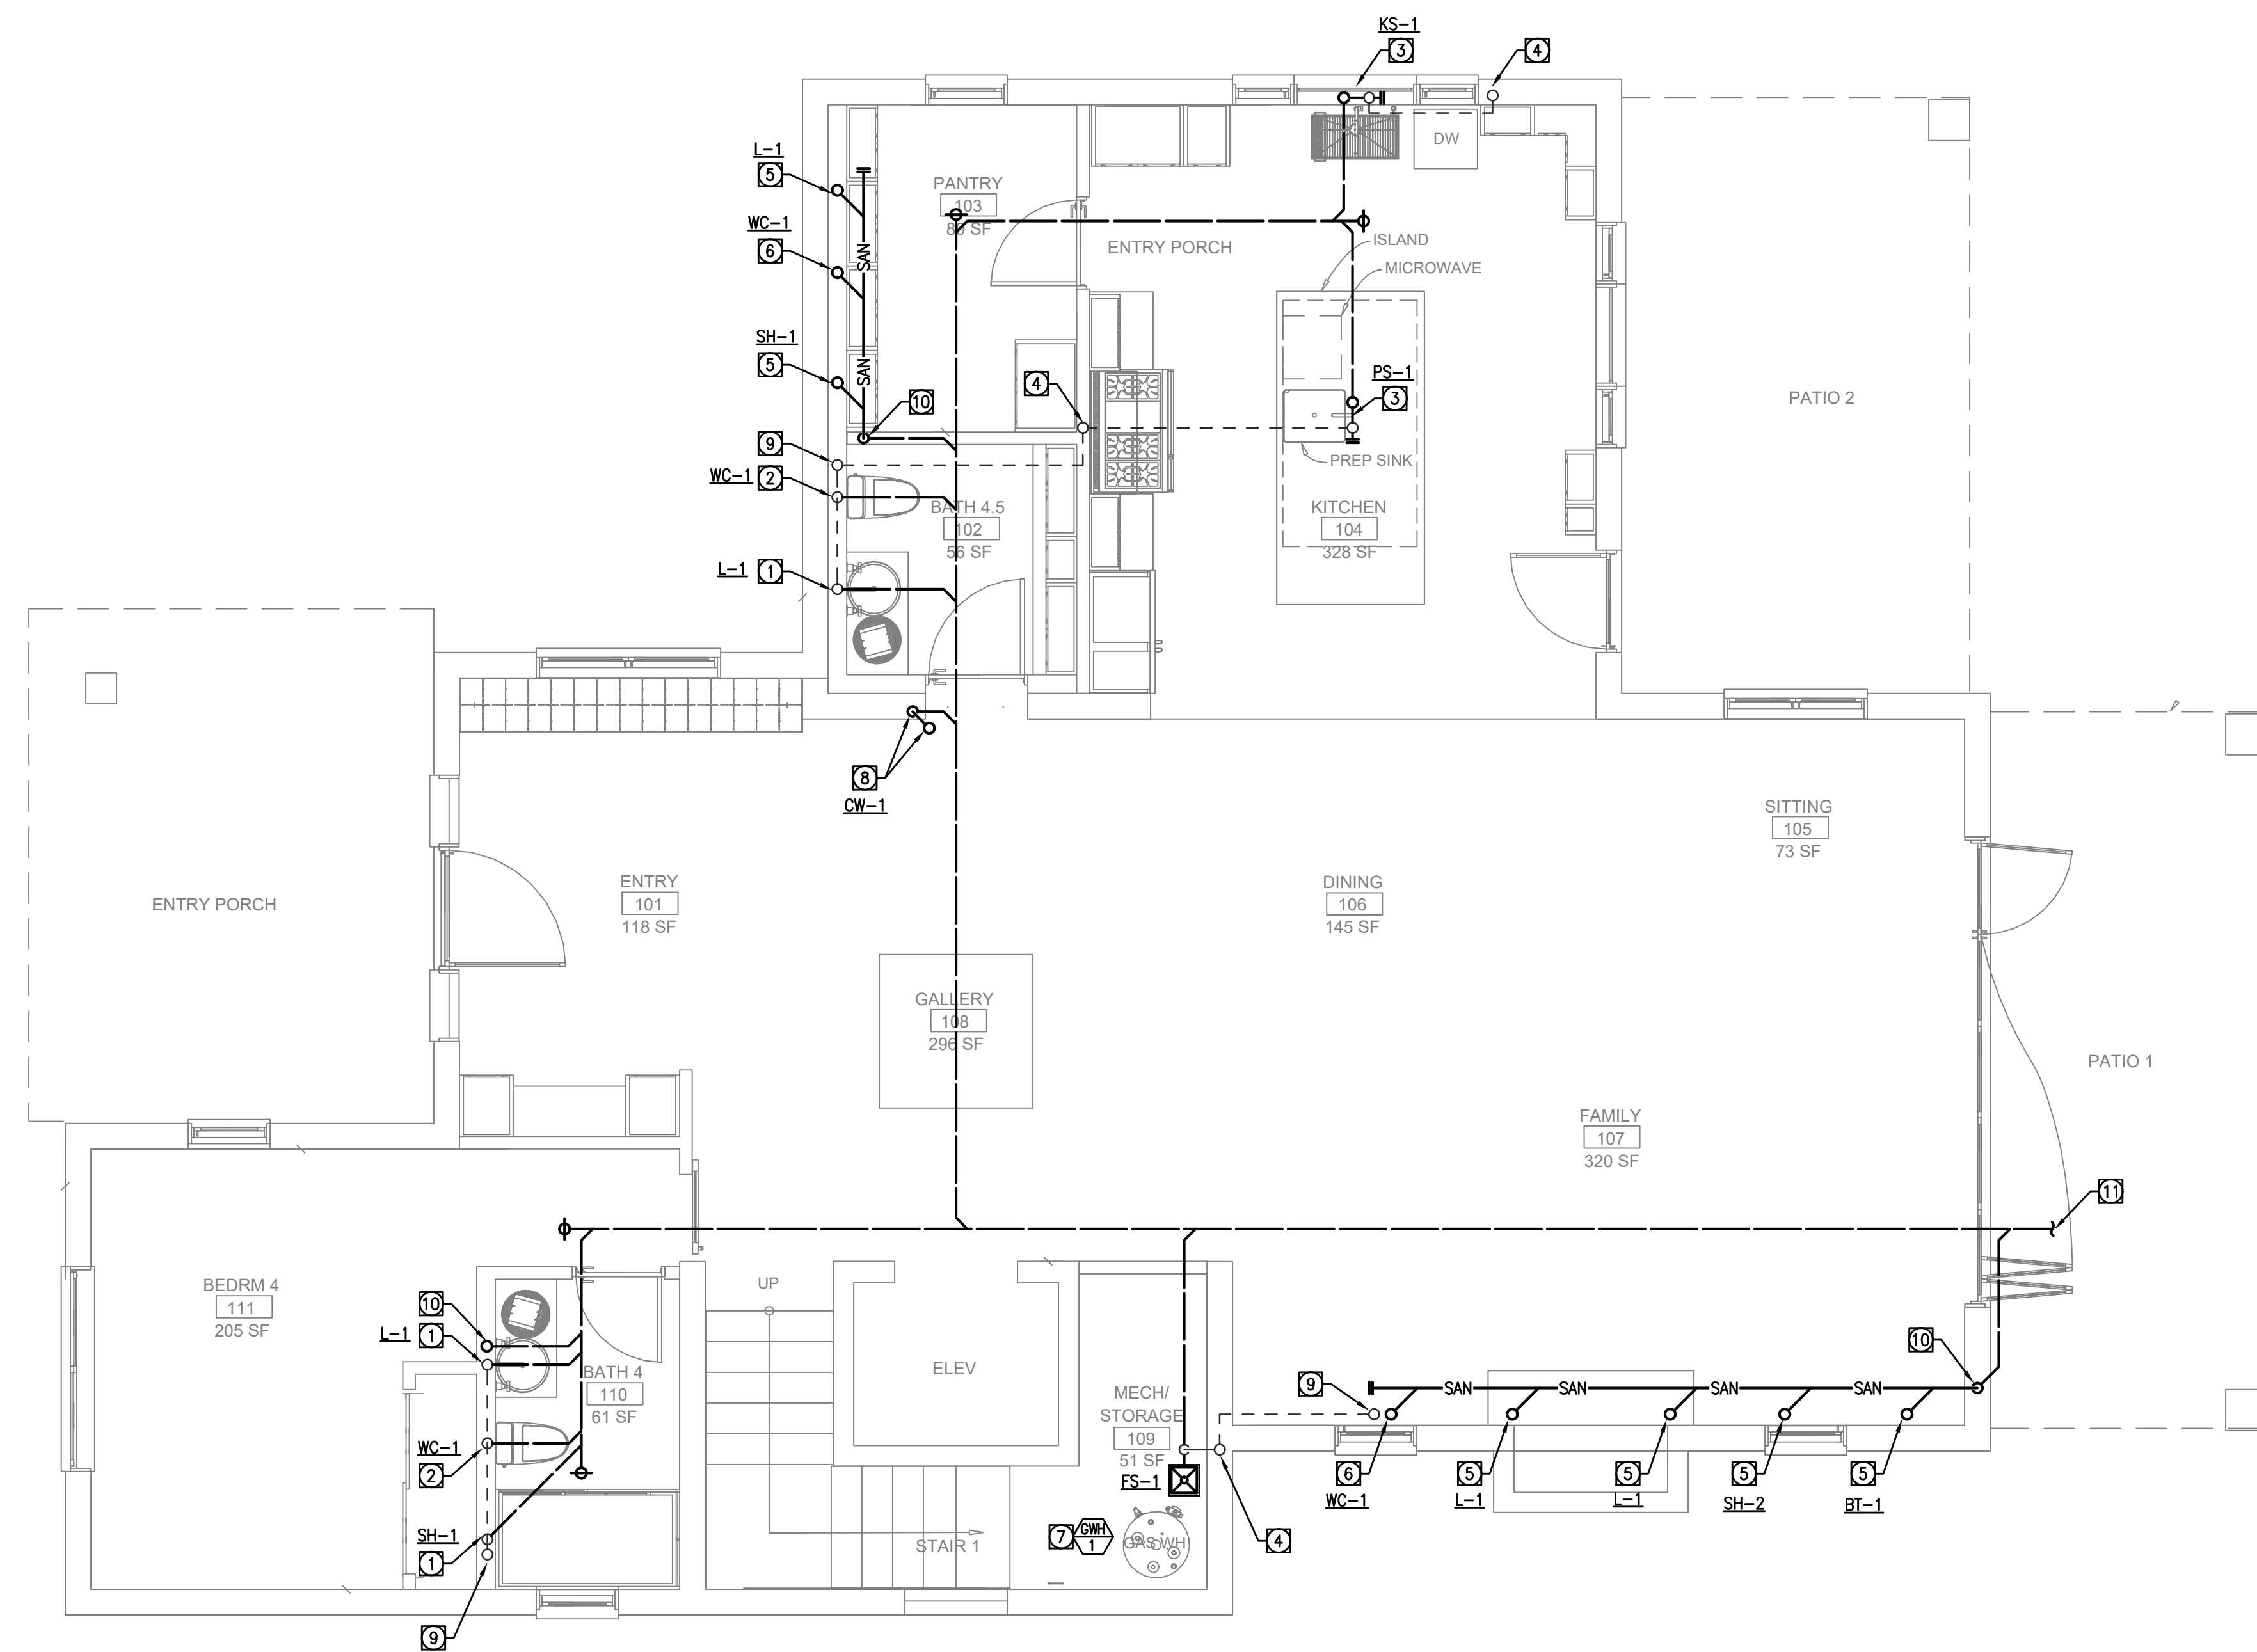 KS-1
3
4
DW
L-1
5
PANTRY
103
80 SF
WC-1
6
ENTRY PORCH
ISLAND
MICROWAVE
SAN
SH-1
5
SAN
4
10
PS-1
3
PATIO 2
9
PREP SINK
WC-1 2
BATH 4.5
102
56 SF
KITCHEN
104
328 SF
L-1 1
8
CW-1
SITTING
105
73 SF
ENTRY
101
118 SF
DINING
106
145 SF
ENTRY PORCH
GALLERY
108
296 SF
PATIO 1
FAMILY
107
320 SF
11
BEDRM 4
111
205 SF
UP
10
L-1 1
BATH 4
110
61 SF
ELEV
10
9
SAN
SAN
SAN
SAN
MECH/
STORAGE
109
51 SF
WC-1
2
FS-1
6
WC-1
5
L-1
5
L-1
5
SH-2
5
BT-1
SH-1
1
STAIR 1
7
GWH
1
GAS WH
4
9